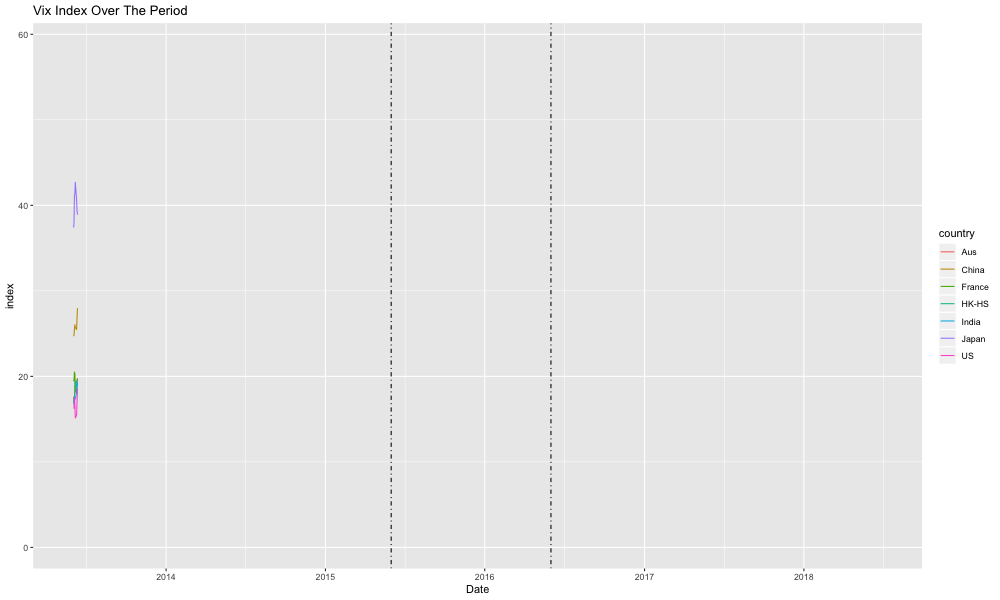 Vix Index Over The Period
60
40
20
0
index
2014
2015
2016
2017
2018
Date
country
Aus
China
France
HK-HS
India
Japan
US